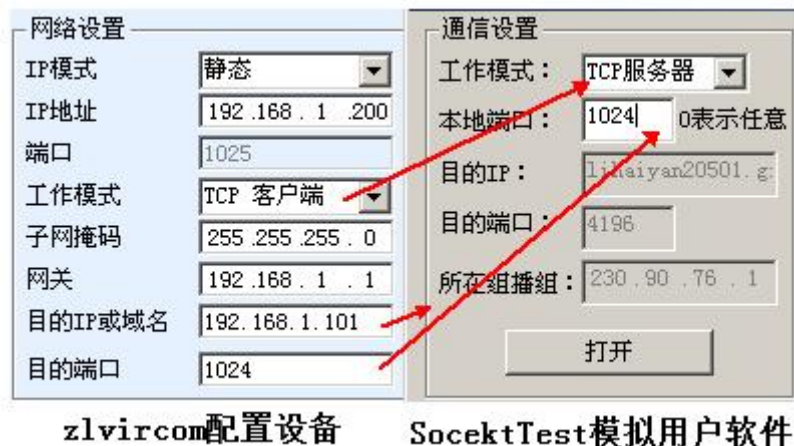 网络设置
IP模式 静态
IP地址 192 .168 . 1 .200
端口 1025
工作模式 TCP 客户端
子网掩码 255 .255 .255 . 0
网关 192 .168 . 1 . 1
目的IP或域名 192.168.1.101
目的端口 1024
zlvircom配置设备
通信设置
工作模式： TCP服务器
本地端口： 1024 0表示任意
目的IP： lihaiyan20501.g
目的端口： 4196
所在组播组： 230 .90 .76 . 1
打开
SocektTest模拟用户软件